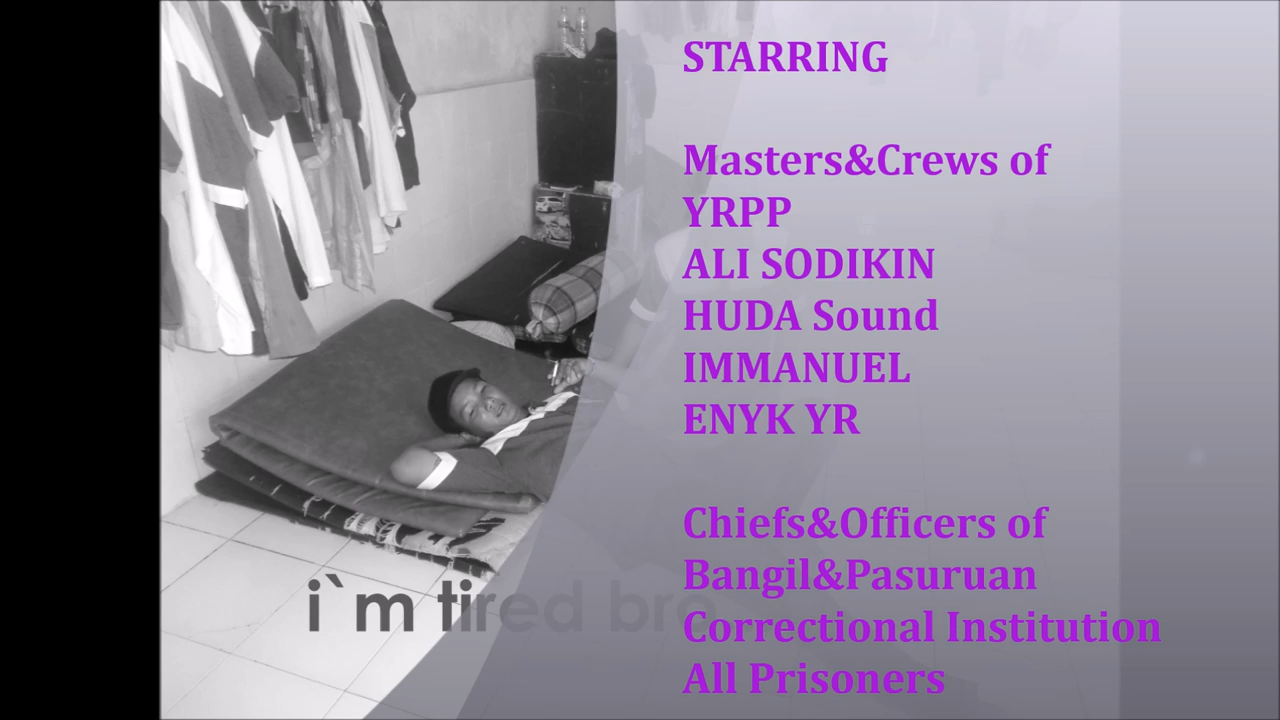 STARRING
Masters&Crews of
YRPP
ALI SODIKIN
HUDA Sound
IMMANUEL
ENYK YR
Chiefs&Officers of
Bangil&Pasuruan
Correctional Institution
All Prisoners
i`m tired bro